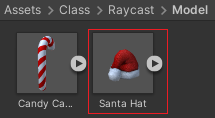 Assets > Class > Raycast > Model
Candy Ca...
Santa Hat